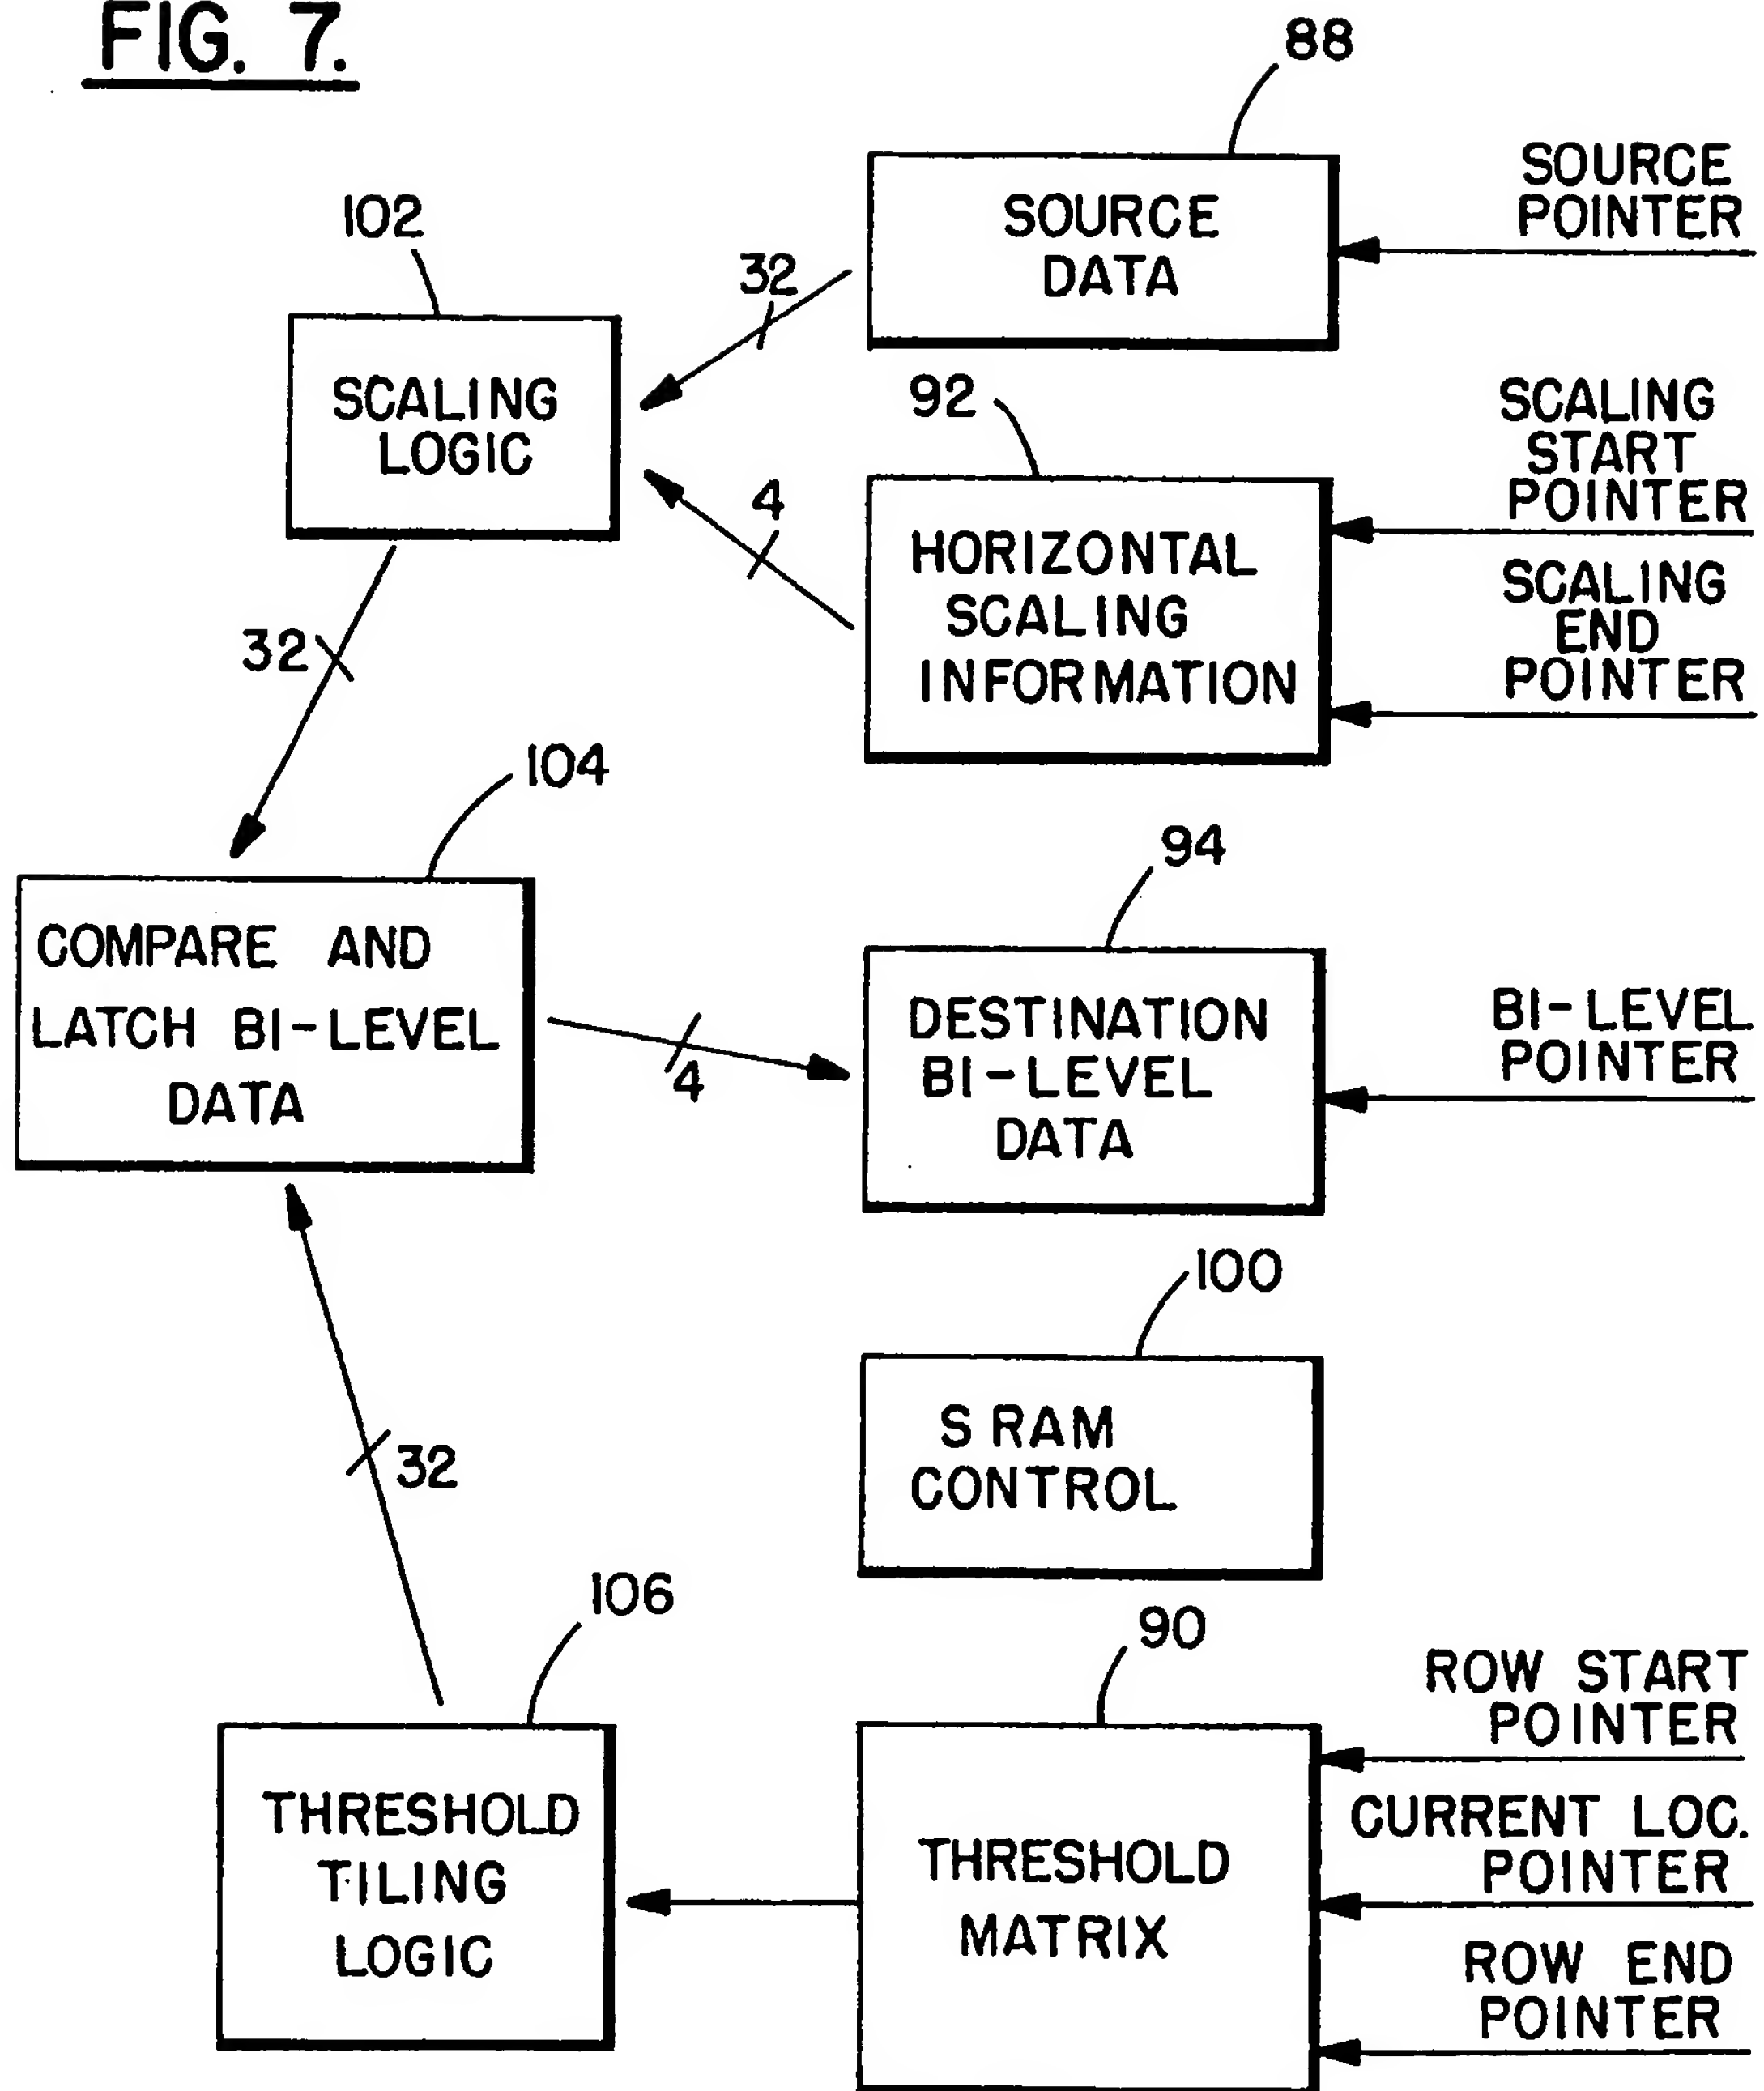 FIG. 7.
88
SOURCE
POINTER
SOURCE
DATA
102
32
SCALING
LOGIC
92
SCALING
START
POINTER
4
HORIZONTAL
SCALING
INFORMATION
SCALING
END
POINTER
32
104
94
COMPARE AND
LATCH BI-LEVEL
DATA
4
DESTINATION
BI-LEVEL
DATA
BI-LEVEL
POINTER
100
S RAM
CONTROL
32
106
90
ROW START
POINTER
THRESHOLD
TILING
LOGIC
THRESHOLD
MATRIX
CURRENT LOC.
POINTER
ROW END
POINTER